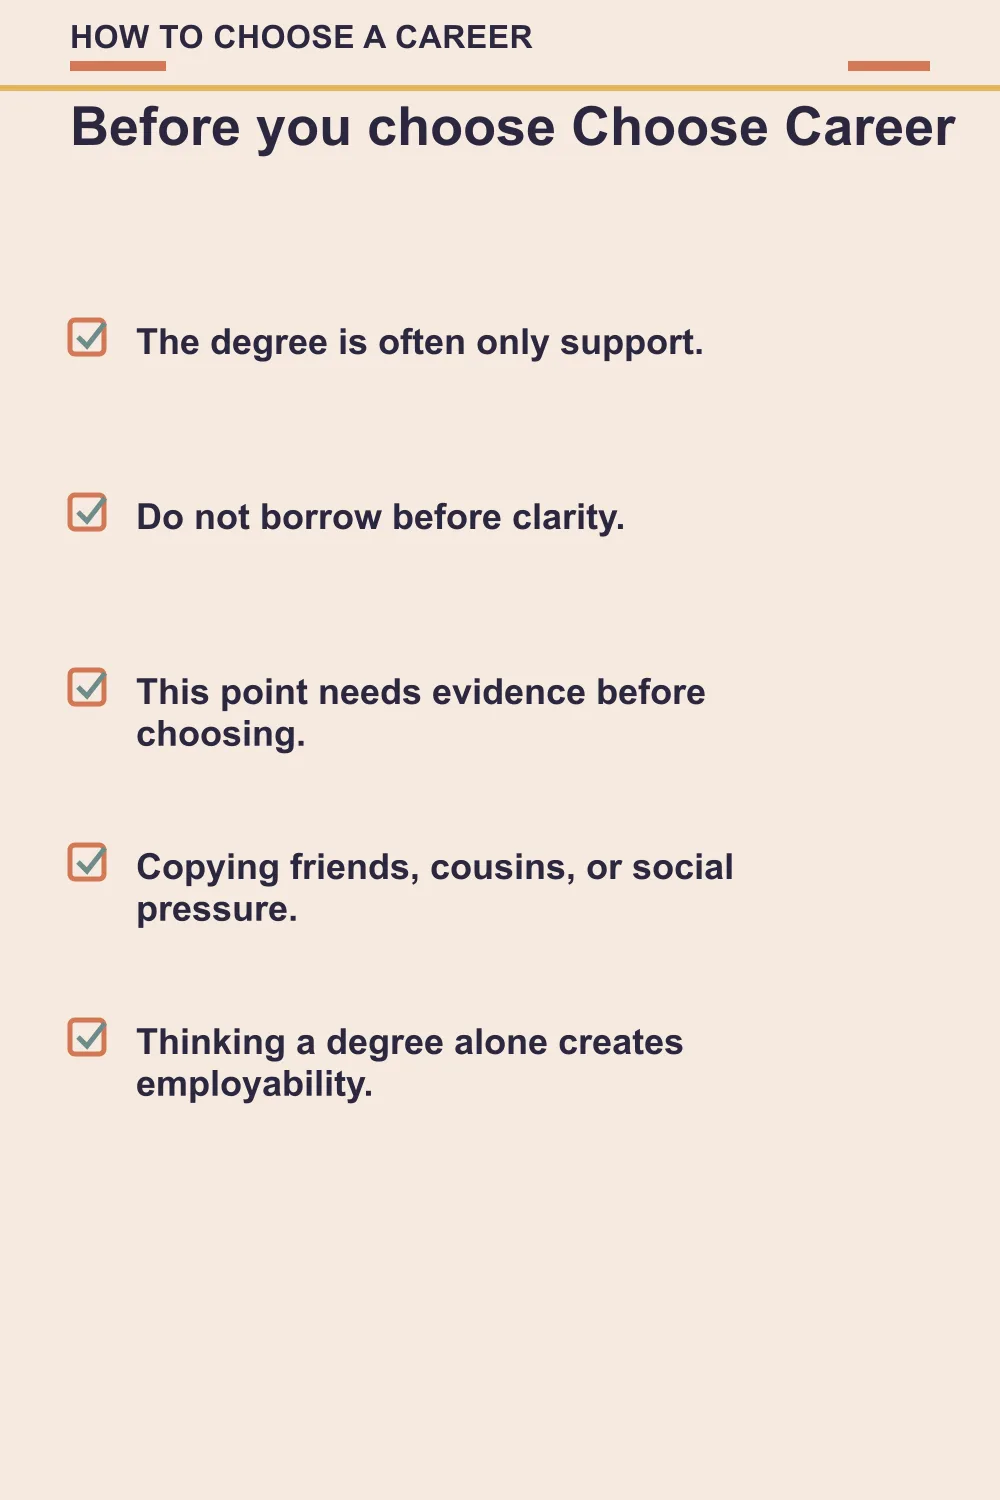 HOW TO CHOOSE A CAREER
Before you choose Choose Career
The degree is often only support.
Do not borrow before clarity.
This point needs evidence before
choosing.
Copying friends, cousins, or social
pressure.
Thinking a degree alone creates
employability.